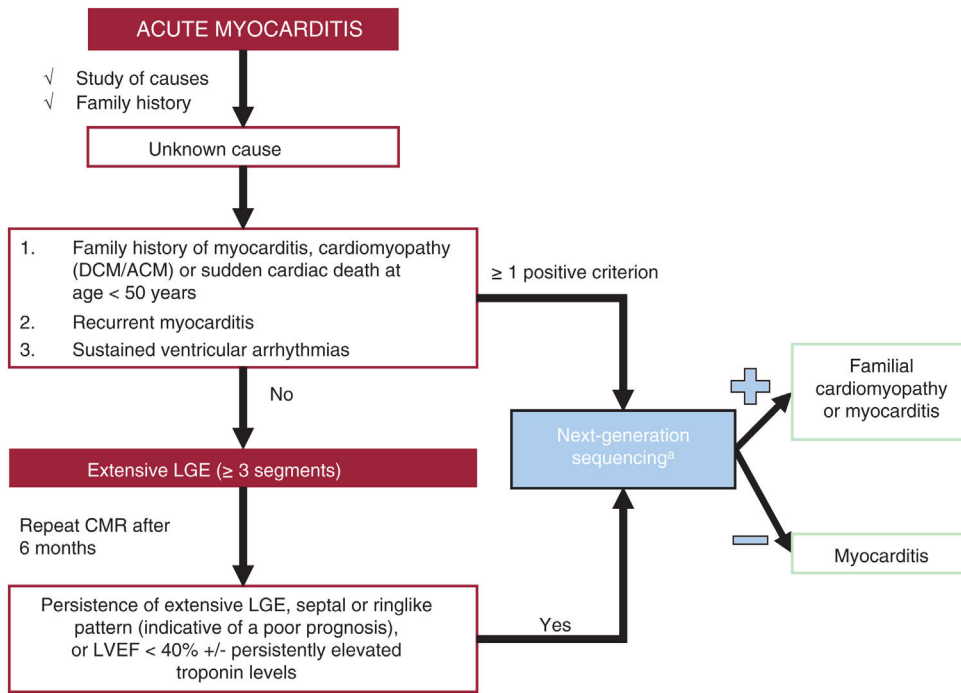 ACUTE MYOCARDITIS
√ Study of causes
√ Family history
Unknown cause
1. Family history of myocarditis, cardiomyopathy
(DCM/ACM) or sudden cardiac death at
age < 50 years
2. Recurrent myocarditis
3. Sustained ventricular arrhythmias
≥ 1 positive criterion
No
Extensive LGE (≥ 3 segments)
Repeat CMR after
6 months
Persistence of extensive LGE, septal or ringlike
pattern (indicative of a poor prognosis),
or LVEF < 40% +/- persistently elevated
troponin levels
Yes
Next-generation
sequencingª
+
Familial
cardiomyopathy
or myocarditis
−
Myocarditis